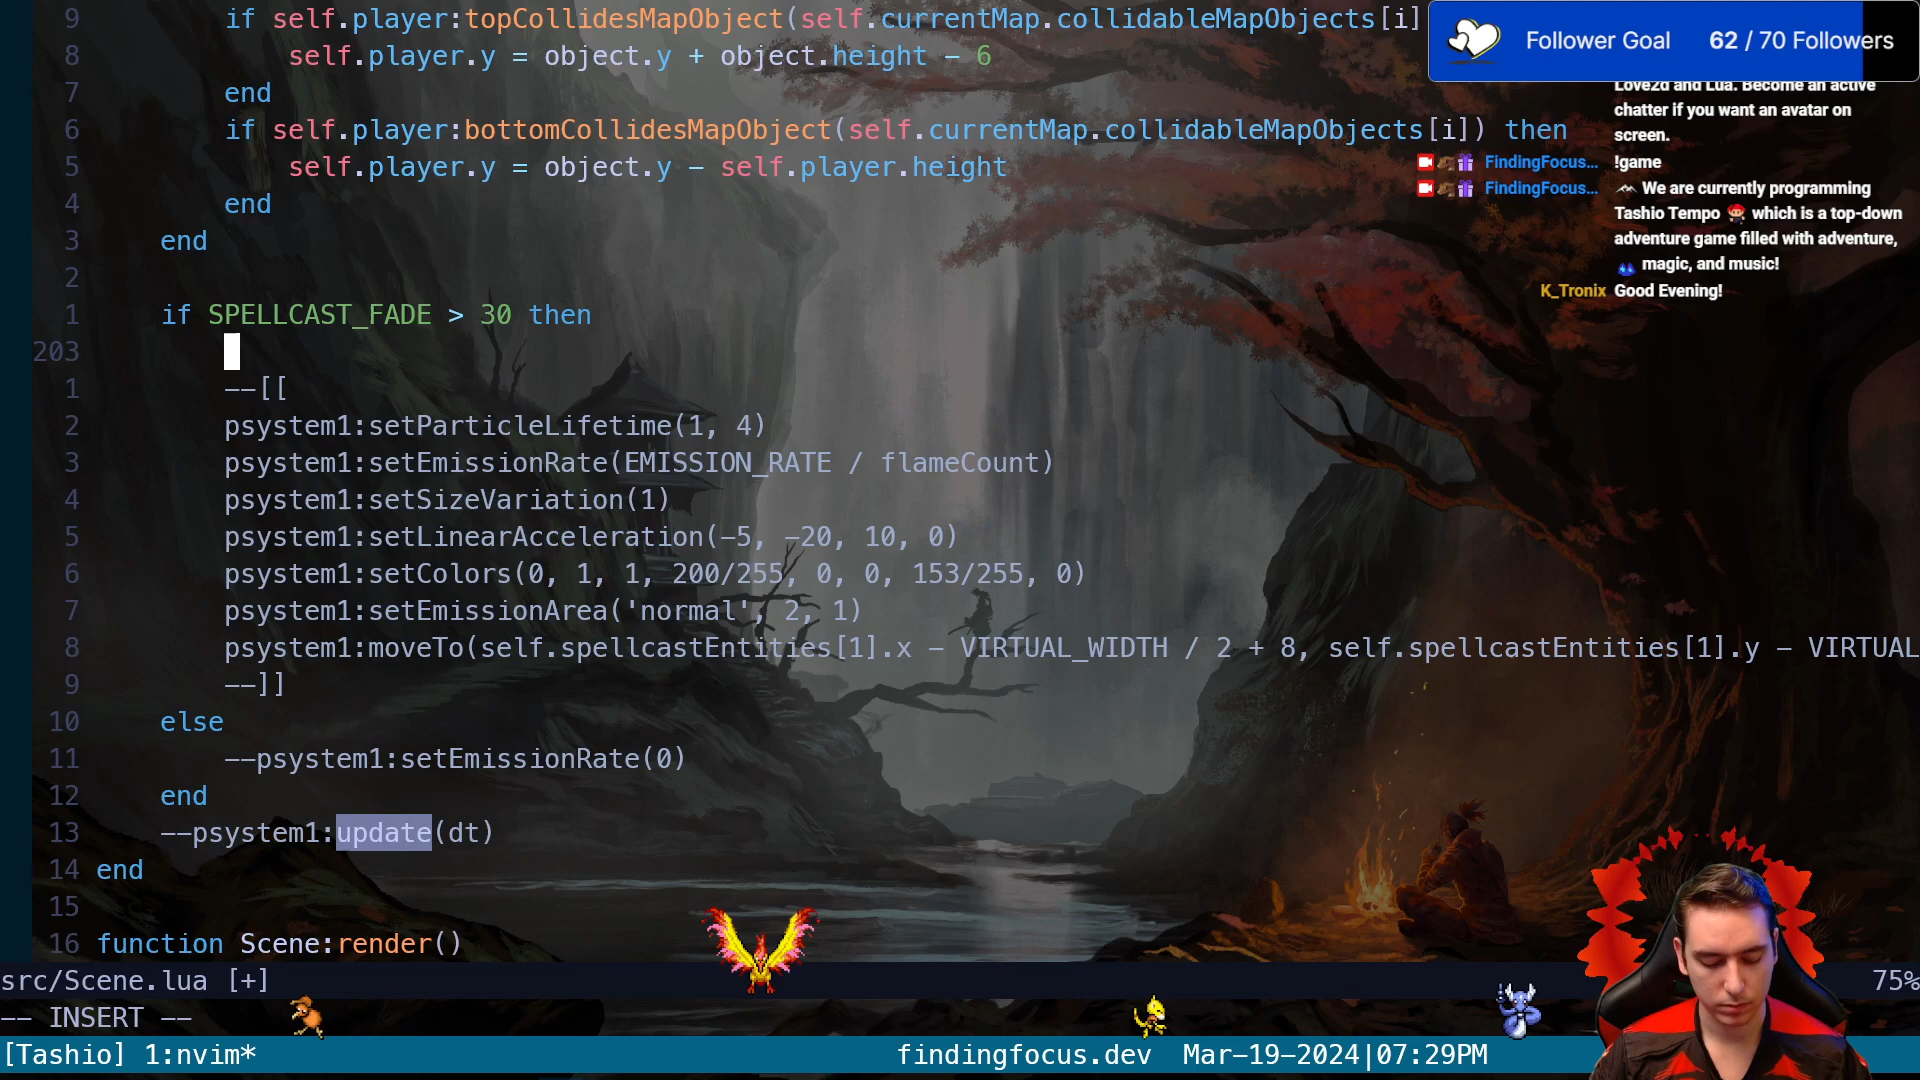 9 if self.player:topCollidesMapObject(self.currentMap.collidableMapObjects[i]
8 self.player.y = object.y + object.height - 6
7 end
6 if self.player:bottomCollidesMapObject(self.currentMap.collidableMapObjects[i]) then
5 self.player.y = object.y - self.player.height
4 end
3 end
2
1 if SPELLCAST_FADE > 30 then
203
1 --[[
2 psystem1:setParticleLifetime(1, 4)
3 psystem1:setEmissionRate(EMISSION_RATE / flameCount)
4 psystem1:setSizeVariation(1)
5 psystem1:setLinearAcceleration(-5, -20, 10, 0)
6 psystem1:setColors(0, 1, 1, 200/255, 0, 0, 153/255, 0)
7 psystem1:setEmissionArea('normal', 2, 1)
8 psystem1:moveTo(self.spellcastEntities[1].x - VIRTUAL_WIDTH / 2 + 8, self.spellcastEntities[1].y - VIRTUAL
9 --]]
10 else
11 --psystem1:setEmissionRate(0)
12 end
13 --psystem1:update(dt)
14 end
15
16 function Scene:render()
src/Scene.lua [+] 75%
-- INSERT --
[Tashio] 1:nvim* findingfocus.dev Mar-19-2024|07:29PM
Follower Goal 62 / 70 Followers
Love2d and Lua. Become an active
chatter if you want an avatar on
screen.
FindingFocus... !game
FindingFocus... We are currently programming
Tashio Tempo which is a top-down
adventure game filled with adventure,
magic, and music!
K_Tronix Good Evening!